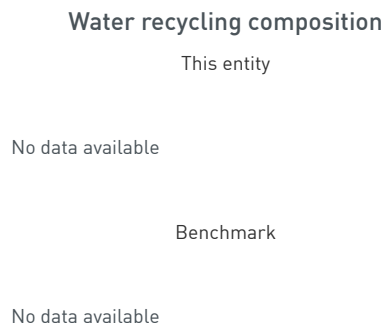 Water recycling composition
This entity
No data available
Benchmark
No data available